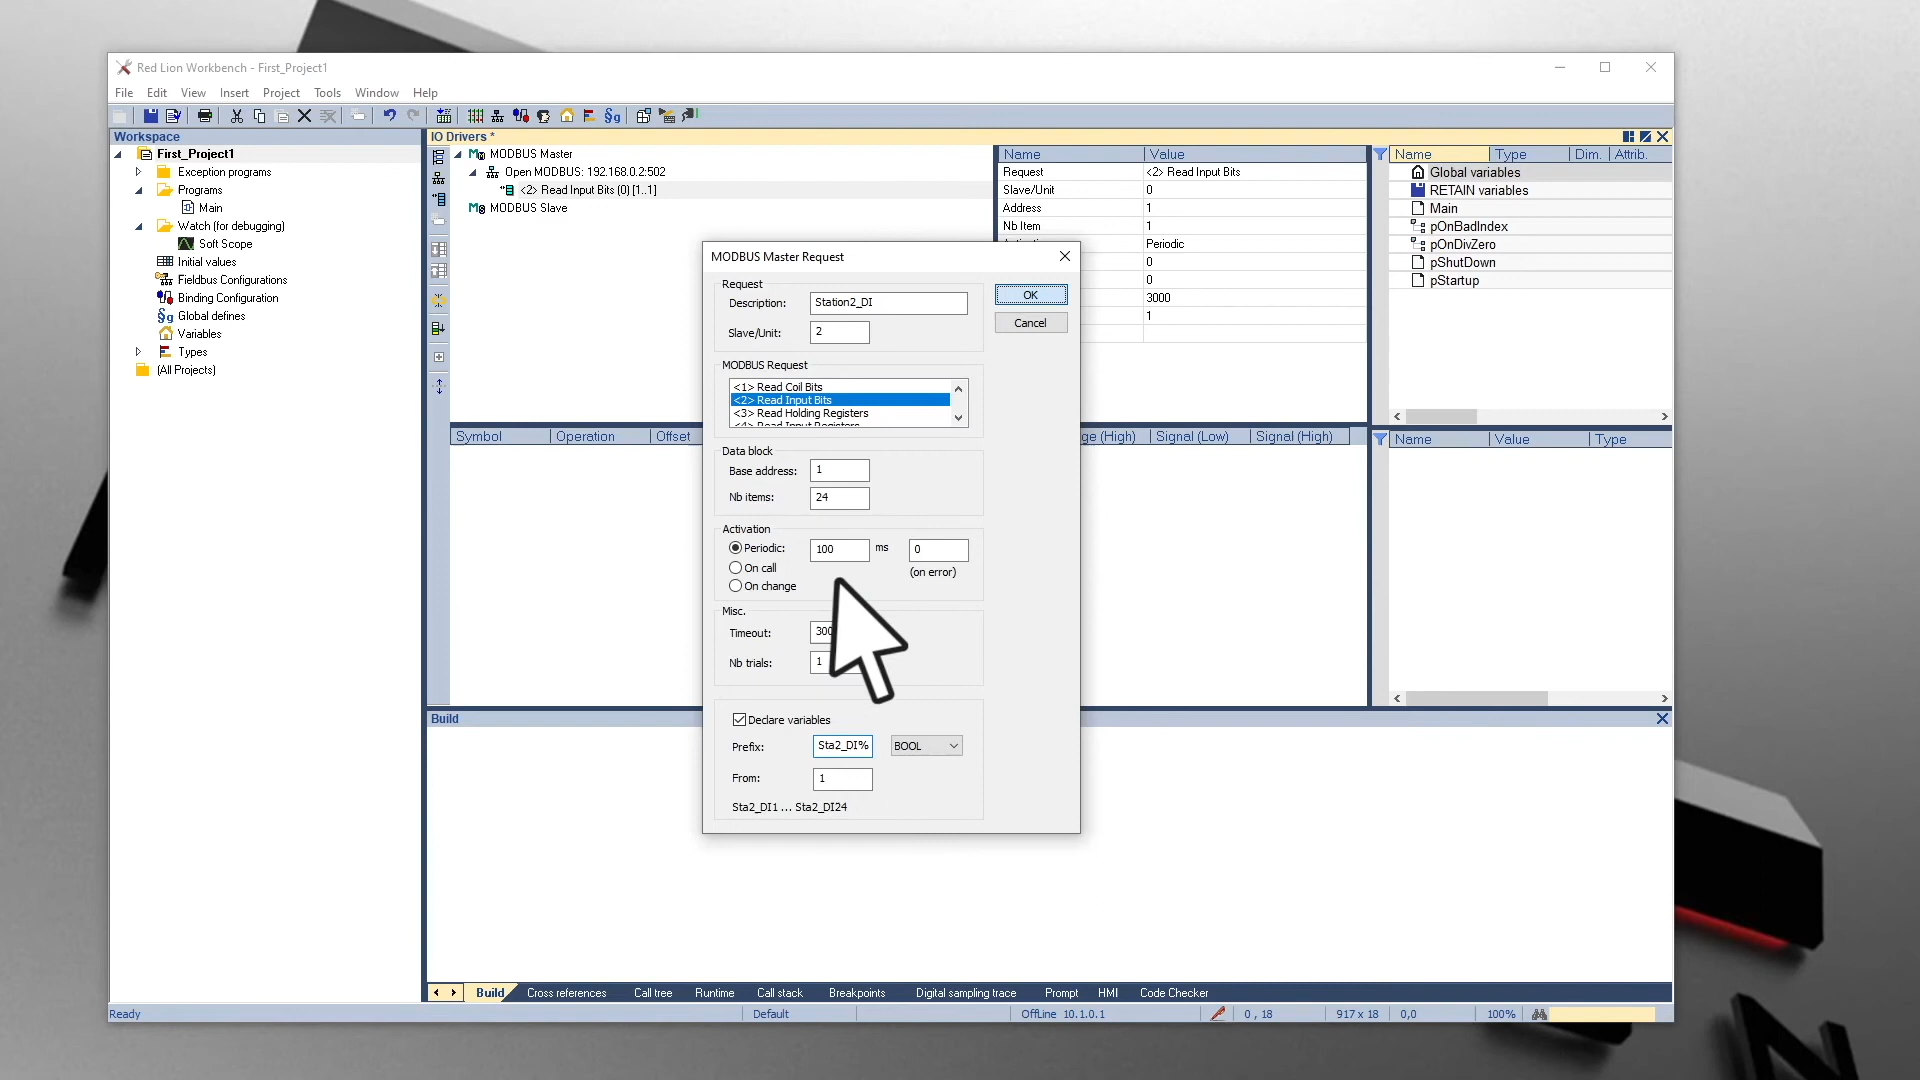 Red Lion Workbench - First_Project1
File Edit View Insert Project Tools Window Help
Workspace
First_Project1
Exception programs
Programs
Main
Watch (for debugging)
Soft Scope
Initial values
Fieldbus Configurations
Binding Configuration
Global defines
Variables
Types
(All Projects)
IO Drivers *
MODBUS Master
Open MODBUS: 192.168.0.2:502
<2> Read Input Bits (0) [1..1]
MODBUS Slave
Name Value
Request <2> Read Input Bits
Slave/Unit 0
Address 1
Nb Item 1
Periodic
0
0
3000
1
Name Type Dim. Attrib.
Global variables
RETAIN variables
Main
pOnBadIndex
pOnDivZero
pShutDown
pStartup
Symbol Operation Offset
ge (High) Signal (Low) Signal (High)
Name Value Type
MODBUS Master Request
Request
Description: Station2_DI
Slave/Unit: 2
OK
Cancel
MODBUS Request
<1> Read Coil Bits
<2> Read Input Bits
<3> Read Holding Registers
<4> Read Input Registers
Data block
Base address: 1
Nb items: 24
Activation
Periodic: 100 ms 0
On call (on error)
On change
Misc.
Timeout: 300
Nb trials: 1
Declare variables
Prefix: Sta2_DI% BOOL
From: 1
Sta2_DI1 ... Sta2_DI24
Build
Build Cross references Call tree Runtime Call stack Breakpoints Digital sampling trace Prompt HMI Code Checker
Ready Default OffLine 10.1.0.1 0 , 18 917 x 18 0,0 100%